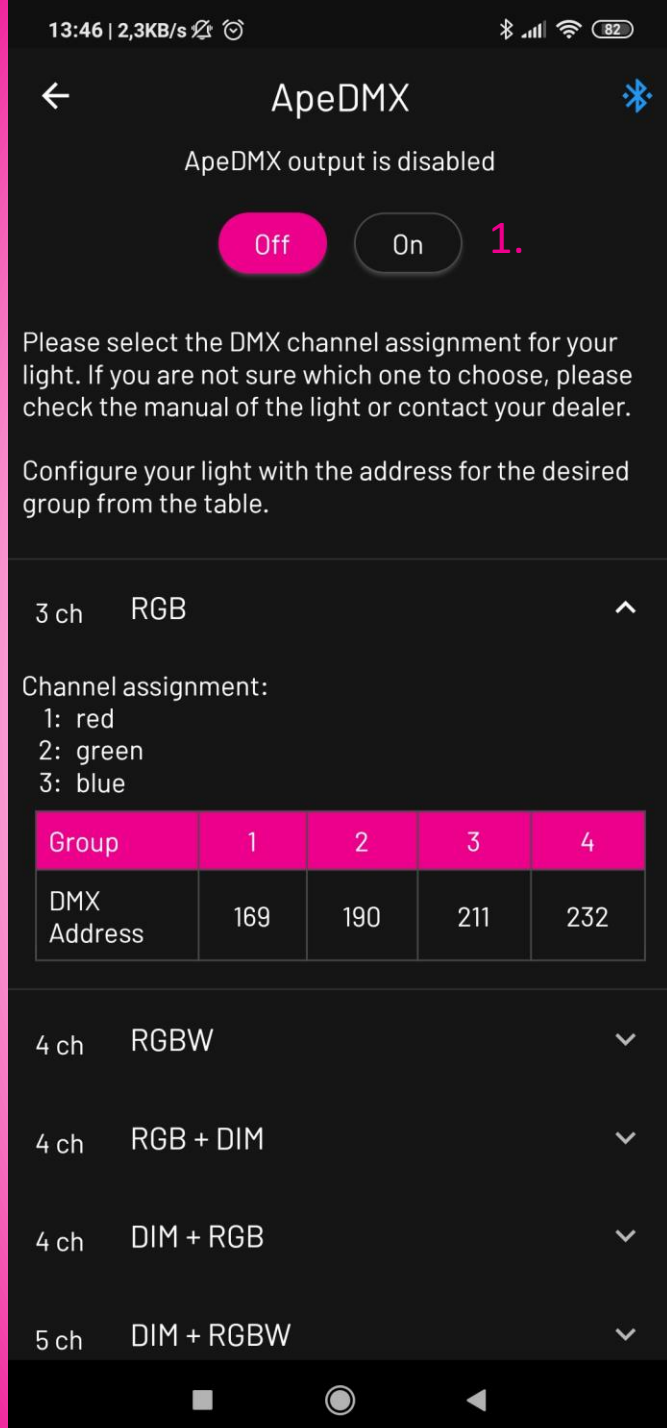 13:46 | 2,3KB/s 82
ApeDMX
ApeDMX output is disabled
Off On 1.
Please select the DMX channel assignment for your
light. If you are not sure which one to choose, please
check the manual of the light or contact your dealer.
Configure your light with the address for the desired
group from the table.
3 ch RGB
Channel assignment:
1: red
2: green
3: blue
Group 1 2 3 4
DMX
Address 169 190 211 232
4 ch RGBW
4 ch RGB + DIM
4 ch DIM + RGB
5 ch DIM + RGBW